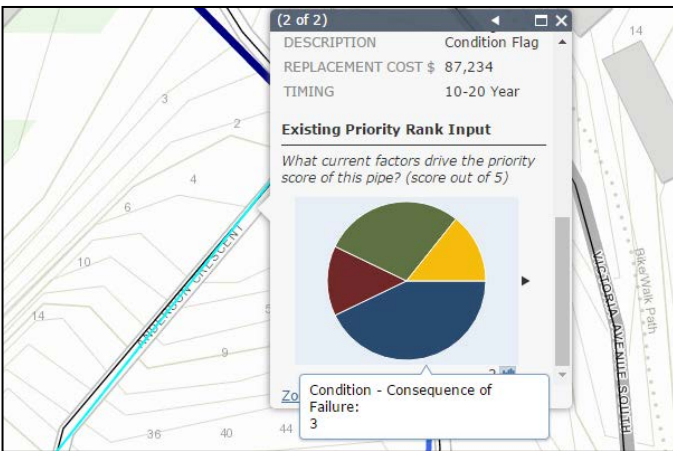 (2 of 2)
DESCRIPTION Condition Flag
REPLACEMENT COST $ 87,234
TIMING 10-20 Year
Existing Priority Rank Input
What current factors drive the priority
score of this pipe? (score out of 5)
Condition - Consequence of
Failure:
3
Zo
ANDERSON CRESCENT
VICTORIA AVENUE SOUTH
Bike/Walk Path
14
3
2
4
6
10
14
9
36
40
44